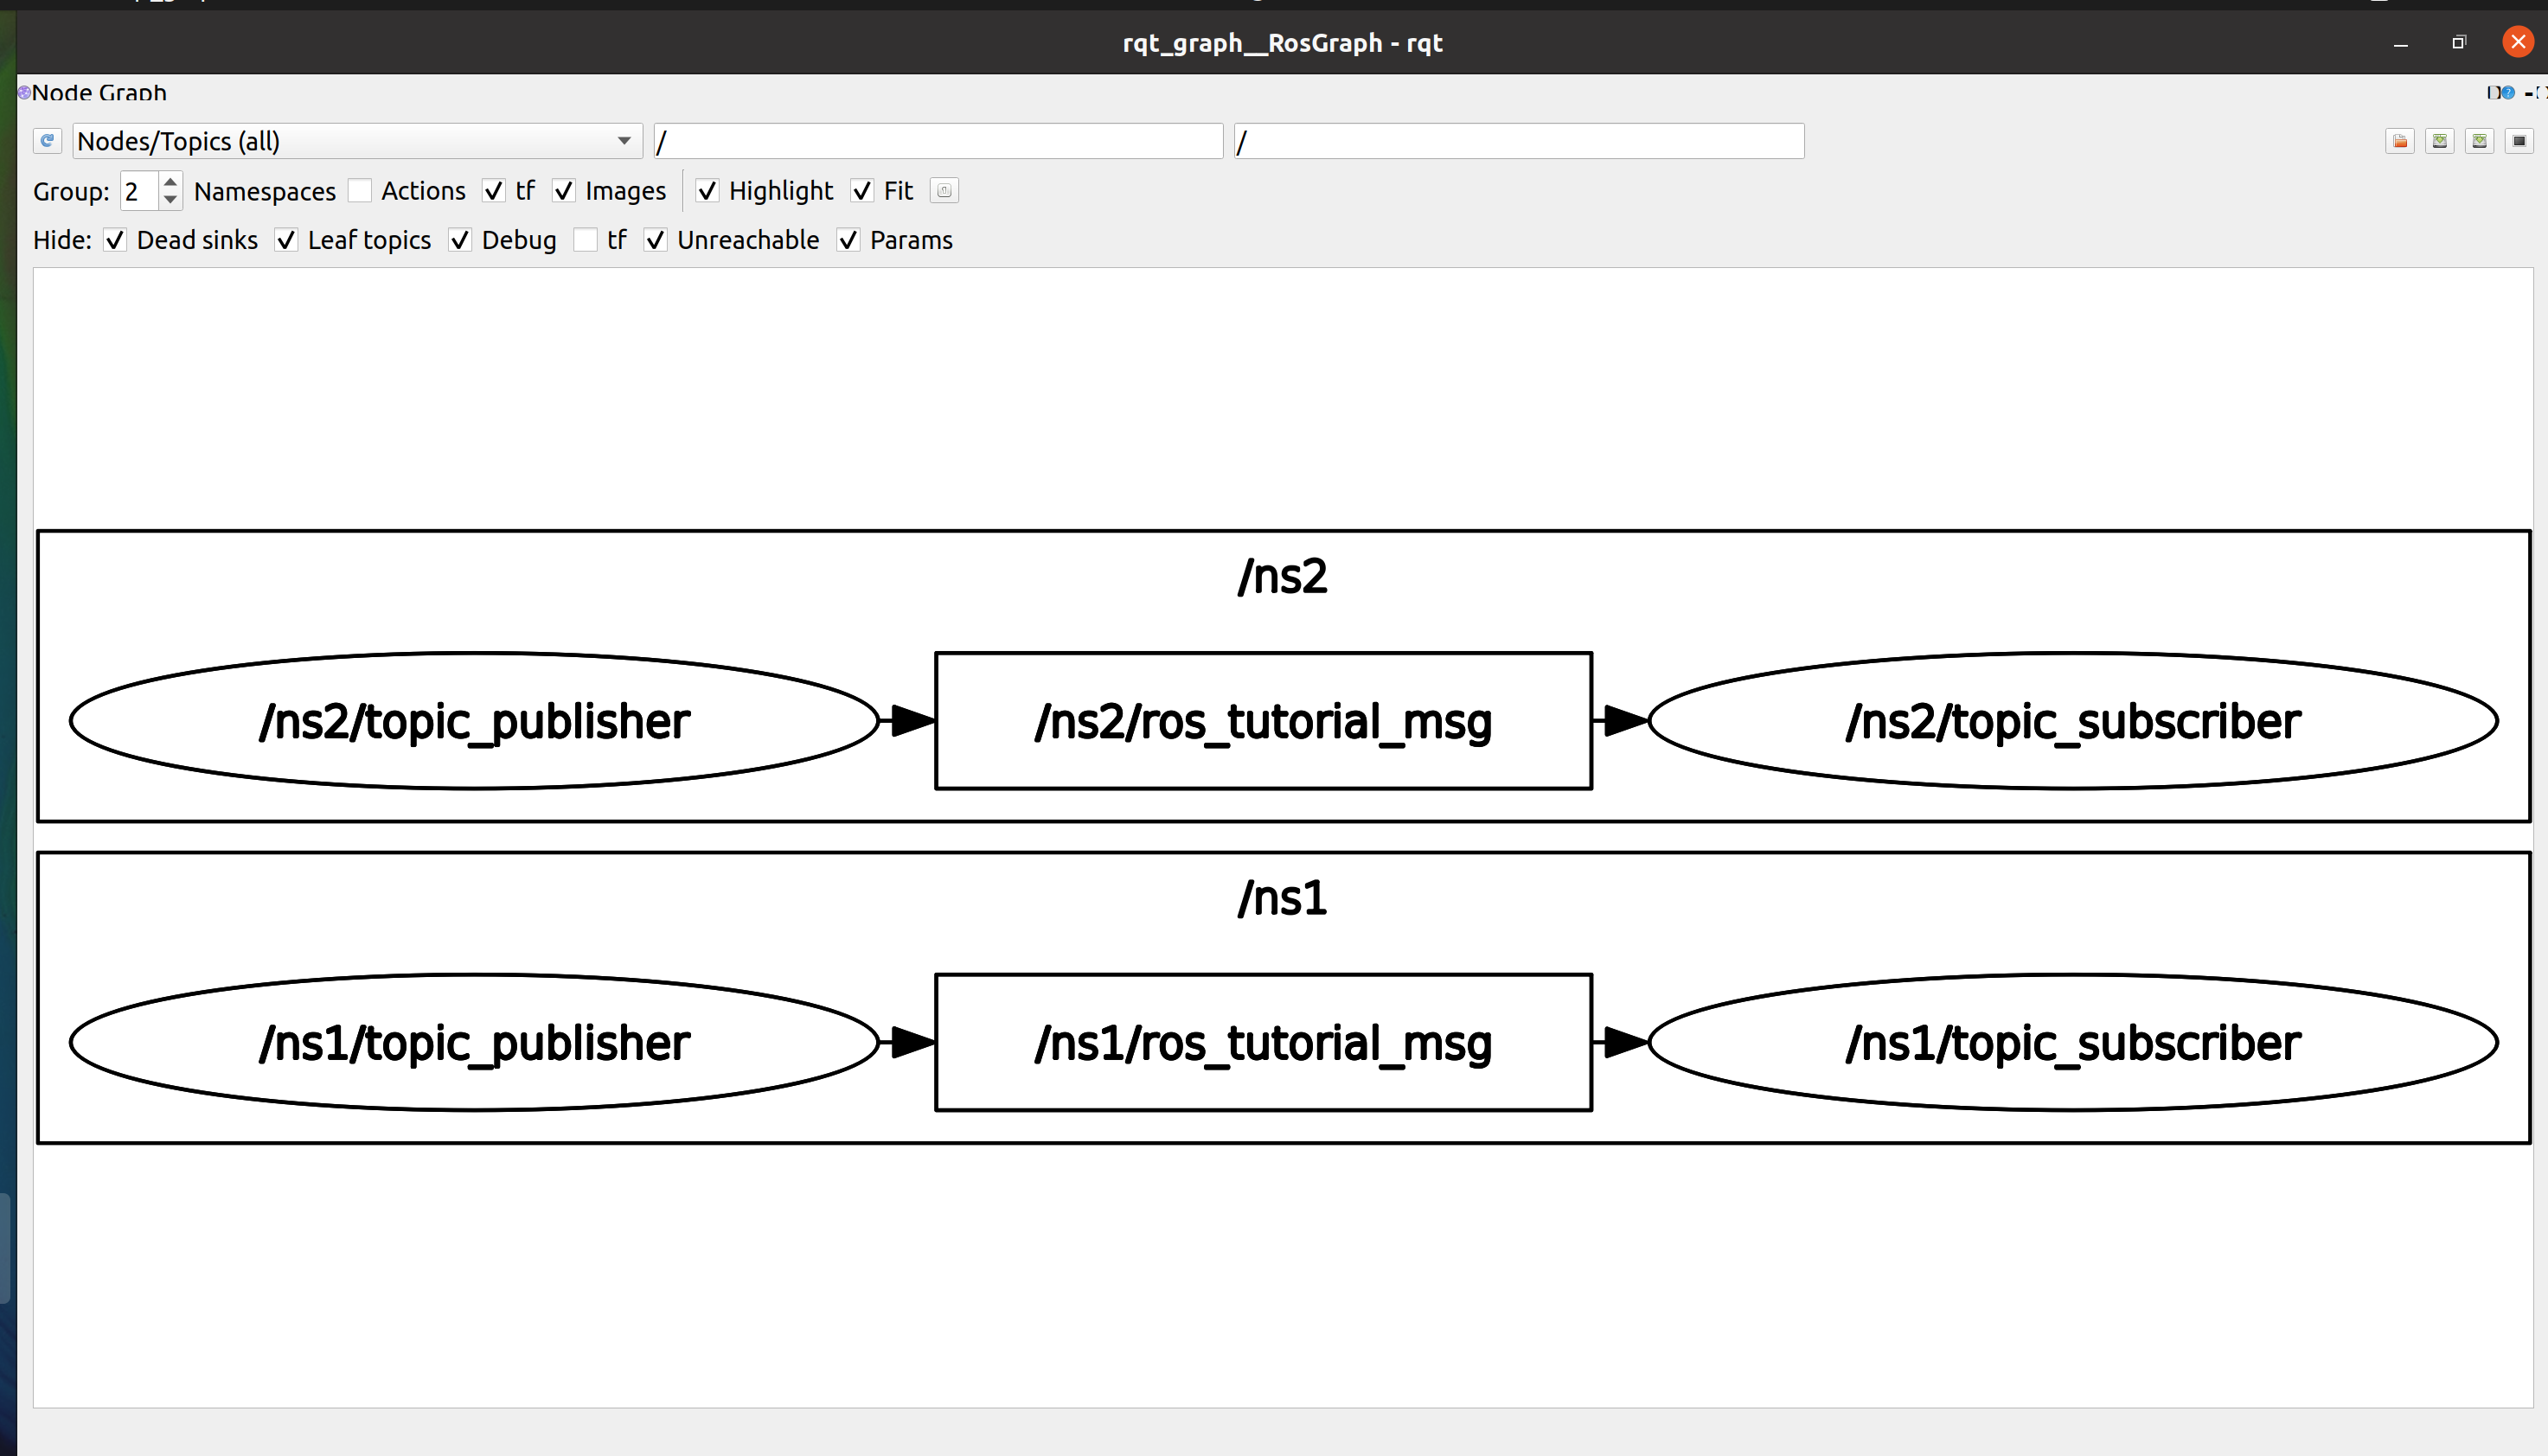 rqt_graph__RosGraph - rqt
Node Graph
Nodes/Topics (all) / /
Group: 2 Namespaces Actions tf Images Highlight Fit
Hide: Dead sinks Leaf topics Debug tf Unreachable Params
/ns2
/ns2/topic_publisher /ns2/ros_tutorial_msg /ns2/topic_subscriber
/ns1
/ns1/topic_publisher /ns1/ros_tutorial_msg /ns1/topic_subscriber